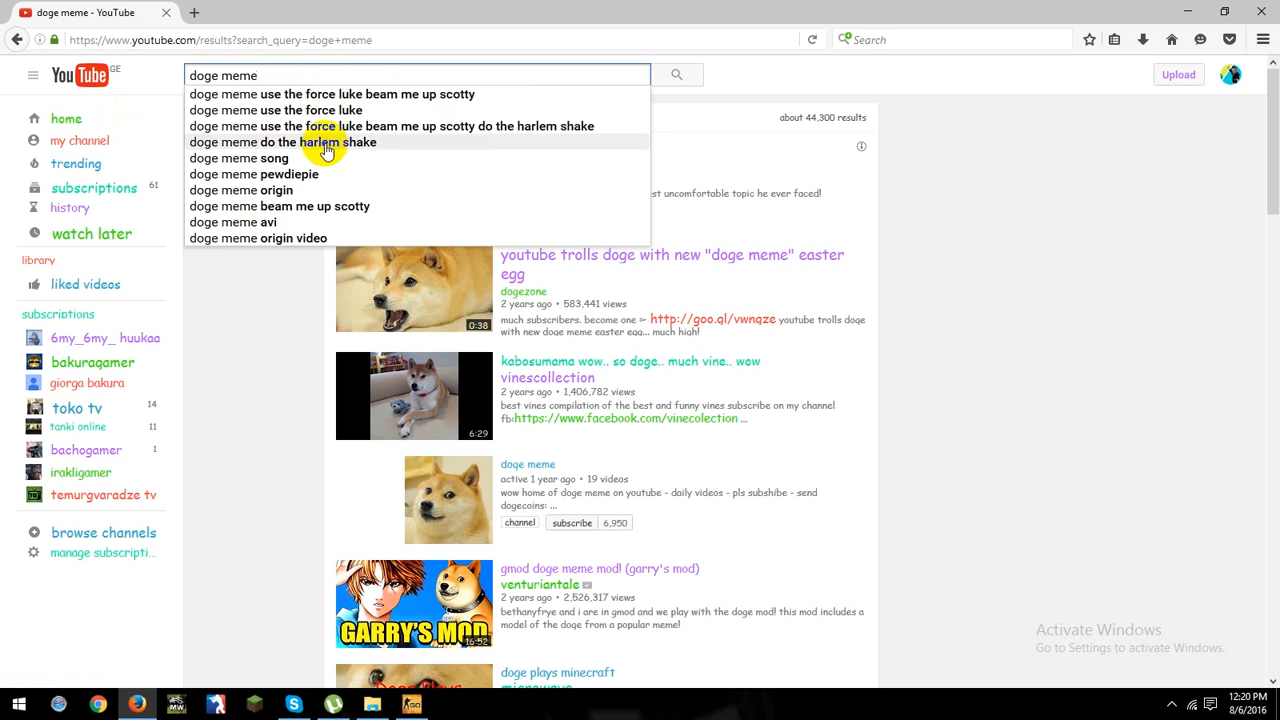 doge meme - YouTube
https://www.youtube.com/results?search_query=doge+meme
Search
YouTube GE
doge meme
Upload
doge meme use the force luke beam me up scotty
doge meme use the force luke
doge meme use the force luke beam me up scotty do the harlem shake
doge meme do the harlem shake
doge meme song
doge meme pewdiepie
doge meme origin
doge meme beam me up scotty
doge meme avi
doge meme origin video
about 44,300 results
home
my channel
trending
subscriptions 61
history
watch later
library
liked videos
subscriptions
6my_6my_ huukaa
bakuragamer
giorga bakura
toko tv 14
tanki online 11
bachogamer 1
irakligamer
temurgvaradze tv
browse channels
manage subscripti...
st uncomfortable topic he ever faced!
youtube trolls doge with new "doge meme" easter
egg
dogezone
2 years ago • 583,441 views
much subscribers. become one ➳ http://goo.gl/vwnqze youtube trolls doge
with new doge meme easter egg... much high!
0:38
kabosumama wow.. so doge.. much vine.. wow
vinescollection
2 years ago • 1,406,782 views
best vines compilation of the best and funny vines subscribe on my channel
fb:https://www.facebook.com/vinecolection ...
6:29
doge meme
active 1 year ago • 19 videos
wow home of doge meme on youtube - daily videos - pls subshibe - send
dogecoins: ...
channel subscribe 6,950
gmod doge meme mod! (garry's mod)
venturiantale
2 years ago • 2,526,317 views
bethanyfrye and i are in gmod and we play with the doge mod! this mod includes a
model of the doge from a popular meme!
GARRY'S MOD
16:52
doge plays minecraft
Activate Windows
Go to Settings to activate Windows.
12:20 PM
8/6/2016